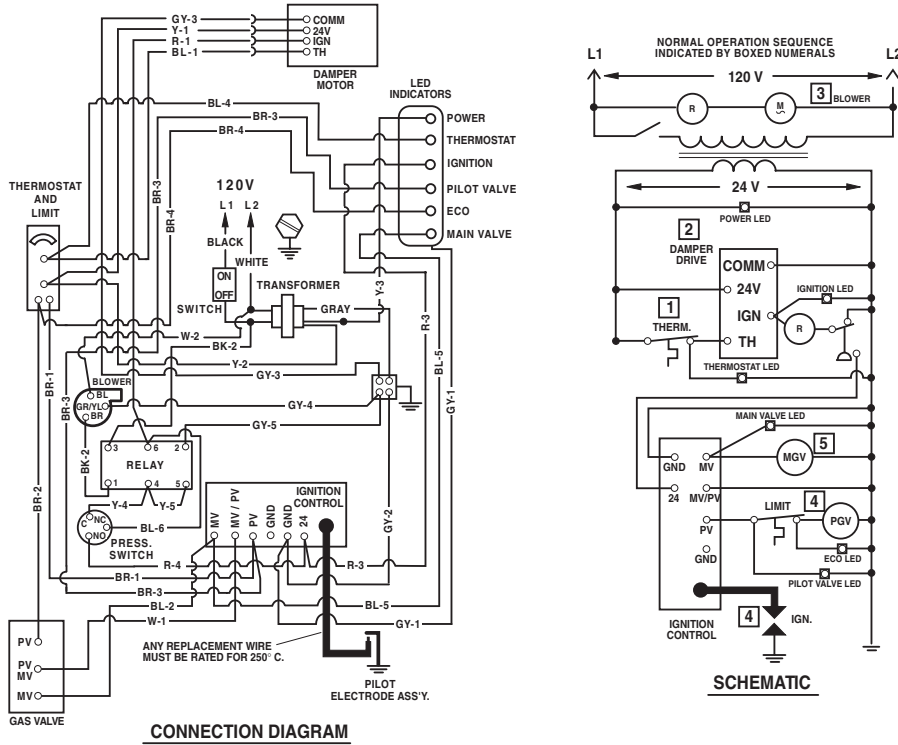 GY-3
Y-1
R-1
BL-1
COMM
24V
IGN
TH
DAMPER
MOTOR
LED
INDICATORS
POWER
THERMOSTAT
IGNITION
PILOT VALVE
ECO
MAIN VALVE
BL-4
BR-3
BR-4
BR-3
BR-4
THERMOSTAT
AND
LIMIT
120V
L1 L2
BLACK
WHITE
ON
OFF
SWITCH
TRANSFORMER
GRAY
Y-3
R-3
BL-5
GY-1
W-2
BK-2
Y-2
GY-3
BR-1
BR-3
BLOWER
BL
GR/YL
BR
GY-4
GY-5
BK-2
3 6 2
RELAY
1 4 5
BR-2
Y-4
Y-5
C NC
NO
PRESS.
SWITCH
BL-6
MV
MV / PV
PV
GND
GND
24
IGNITION
CONTROL
GY-2
R-4
R-3
BR-1
BR-3
BL-2
BL-5
W-1
GY-1
ANY REPLACEMENT WIRE
MUST BE RATED FOR 250° C.
PILOT
ELECTRODE ASS'Y.
PV
PV
MV
MV
GAS VALVE
CONNECTION DIAGRAM
NORMAL OPERATION SEQUENCE
INDICATED BY BOXED NUMERALS
L1
L2
120 V
R
M
3 BLOWER
24 V
POWER LED
2
DAMPER
DRIVE
COMM
24V
IGN
TH
IGNITION LED
R
1
THERM.
THERMOSTAT LED
MAIN VALVE LED
5
MGV
GND
MV
24
MV/PV
PV
GND
LIMIT
4
PGV
ECO LED
PILOT VALVE LED
4
IGN.
IGNITION
CONTROL
SCHEMATIC